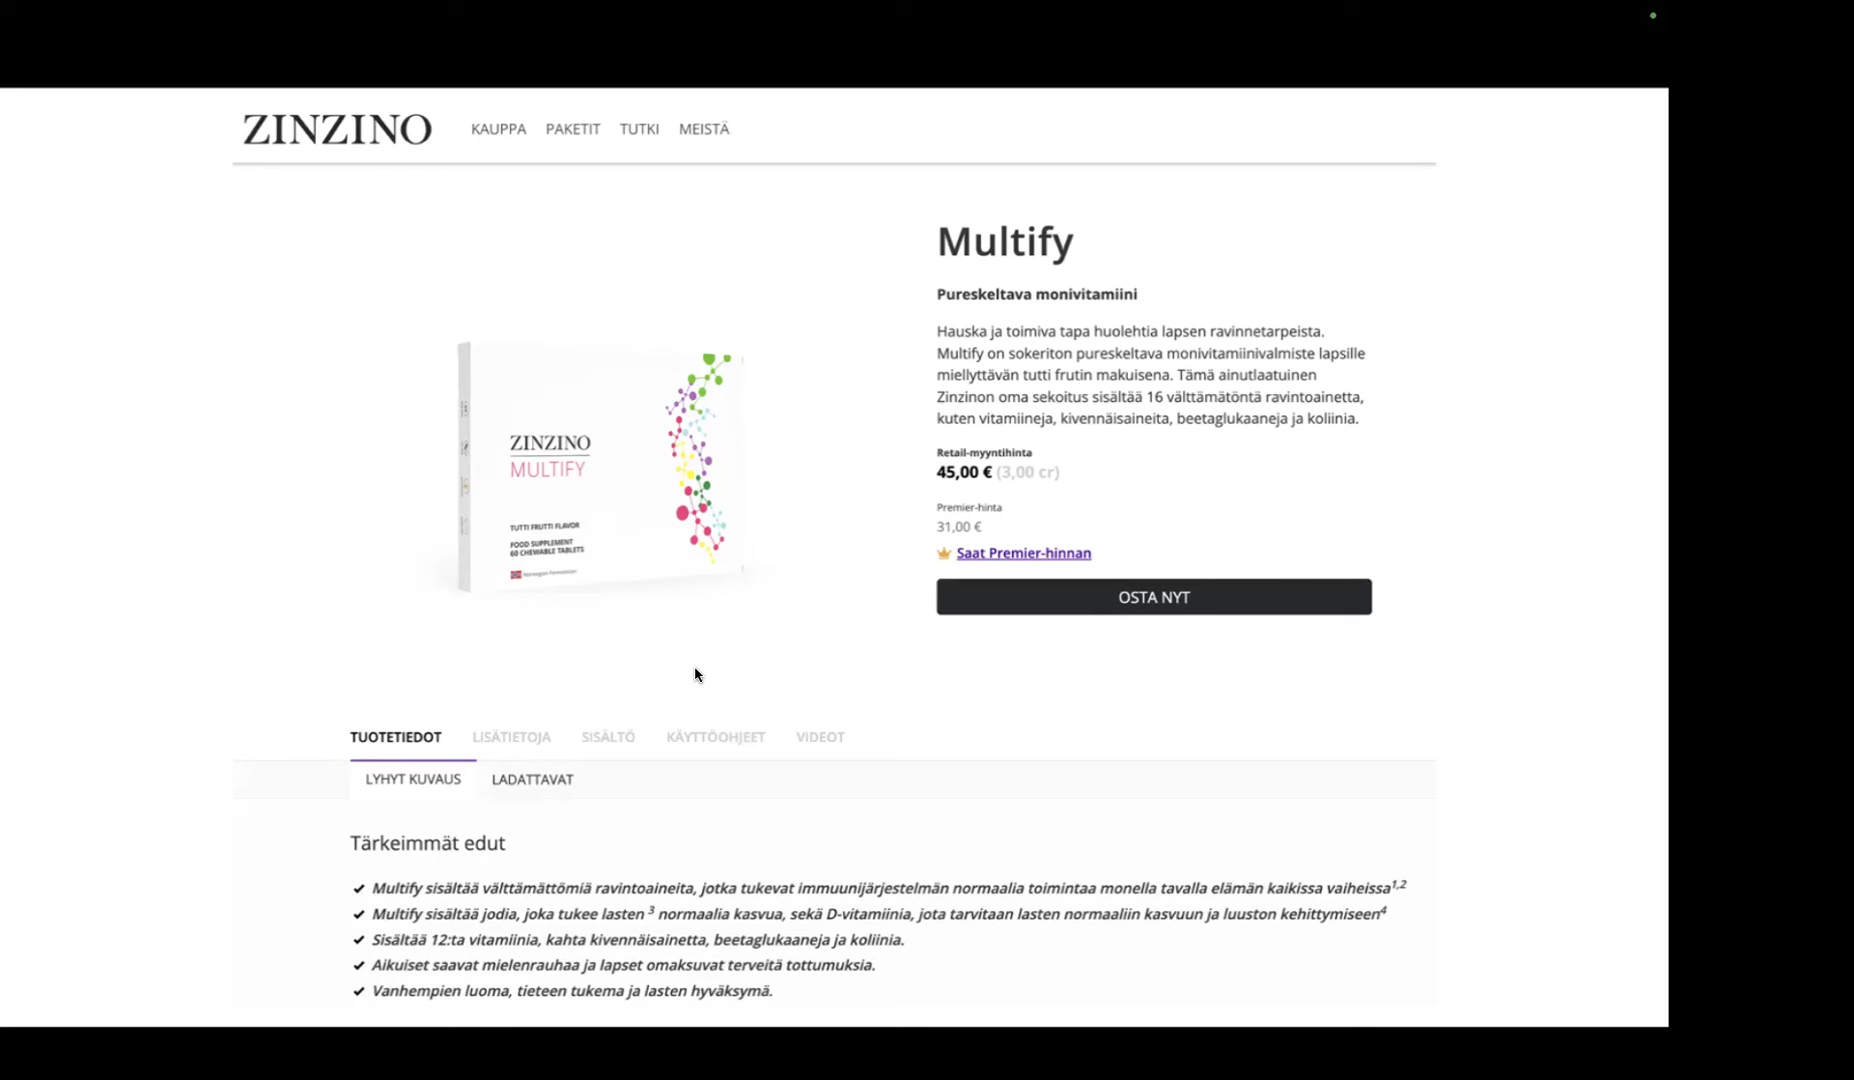 ZINZINO
KAUPPA PAKETIT TUTKI MEISTÄ
Multify
Pureskeltava monivitamiini
Hauska ja toimiva tapa huolehtia lapsen ravinnetarpeista.
Multify on sokeriton pureskeltava monivitamiinivalmiste lapsille
miellyttävän tutti frutin makuisena. Tämä ainutlaatuinen
Zinzinon oma sekoitus sisältää 16 välttämätöntä ravintoainetta,
kuten vitamiineja, kivennäisaineita, beetaglukaaneja ja koliinia.
Retail-myyntihinta
45,00 € (3,00 cr)
Premier-hinta
31,00 €
Saat Premier-hinnan
OSTA NYT
ZINZINO
MULTIFY
TUTTI FRUTTI FLAVOR
FOOD SUPPLEMENT
60 CHEWABLE TABLETS
Norwegian Formulation
TUOTETIEDOT LISÄTIETOJA SISÄLTÖ KÄYTTÖOHJEET VIDEOT
LYHYT KUVAUS LADATTAVAT
Tärkeimmät edut
✔ Multify sisältää välttämättömiä ravintoaineita, jotka tukevat immuunijärjestelmän normaalia toimintaa monella tavalla elämän kaikissa vaiheissa1,2
✔ Multify sisältää jodia, joka tukee lasten 3 normaalia kasvua, sekä D-vitamiinia, jota tarvitaan lasten normaaliin kasvuun ja luuston kehittymiseen4
✔ Sisältää 12:ta vitamiinia, kahta kivennäisainetta, beetaglukaaneja ja koliinia.
✔ Aikuiset saavat mielenrauhaa ja lapset omaksuvat terveitä tottumuksia.
✔ Vanhempien luoma, tieteen tukema ja lasten hyväksymä.